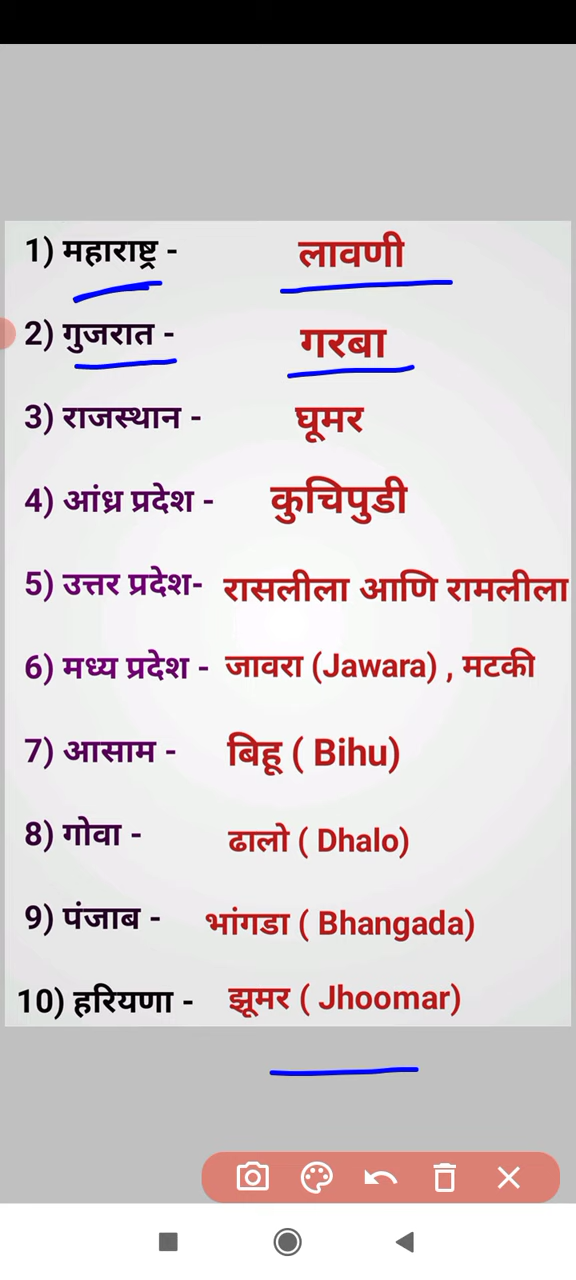 1) महाराष्ट्र - लावणी
2) गुजरात - गरबा
3) राजस्थान - घूमर
4) आंध्र प्रदेश - कुचिपुडी
5) उत्तर प्रदेश- रासलीला आणि रामलीला
6) मध्य प्रदेश - जावरा (Jawara) , मटकी
7) आसाम - बिहू ( Bihu)
8) गोवा - ढालो ( Dhalo)
9) पंजाब - भांगडा ( Bhangada)
10) हरियणा - झूमर ( Jhoomar)